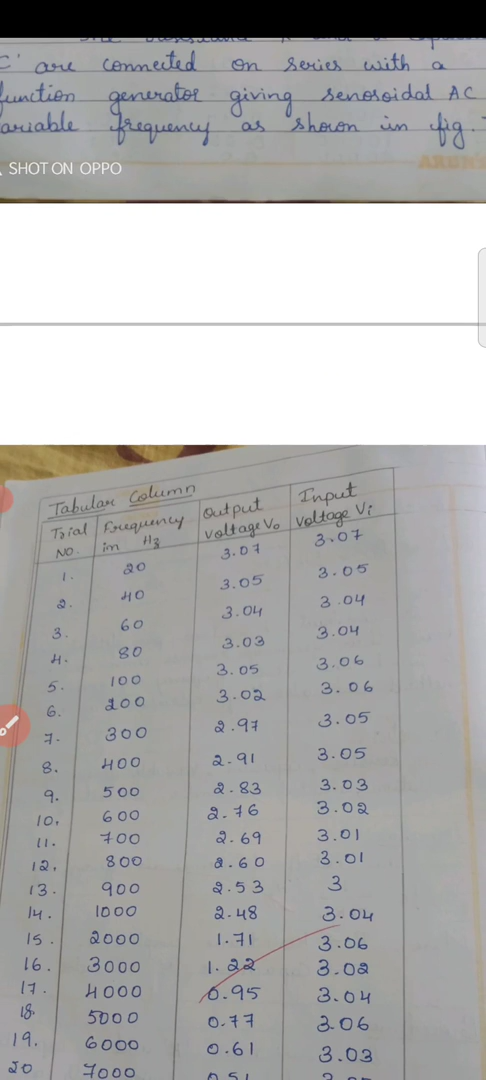 C' are connected on series with a
function generator giving senosoidal AC
variable frequency as shown in fig.
SHOT ON OPPO
Tabular Column
Trial No. Frequency in Hz Output voltage Vo Input voltage Vi
1. 20 3.07 3.07
2. 40 3.05 3.05
3. 60 3.04 3.04
4. 80 3.03 3.04
5. 100 3.05 3.06
6. 200 3.02 3.06
7. 300 2.97 3.05
8. 400 2.91 3.05
9. 500 2.83 3.03
10. 600 2.76 3.02
11. 700 2.69 3.01
12. 800 2.60 3.01
13. 900 2.53 3
14. 1000 2.48 3.04
15. 2000 1.71 3.06
16. 3000 1.22 3.02
17. 4000 0.95 3.04
18. 5000 0.77 3.06
19. 6000 0.61 3.03
20 7000 0.51